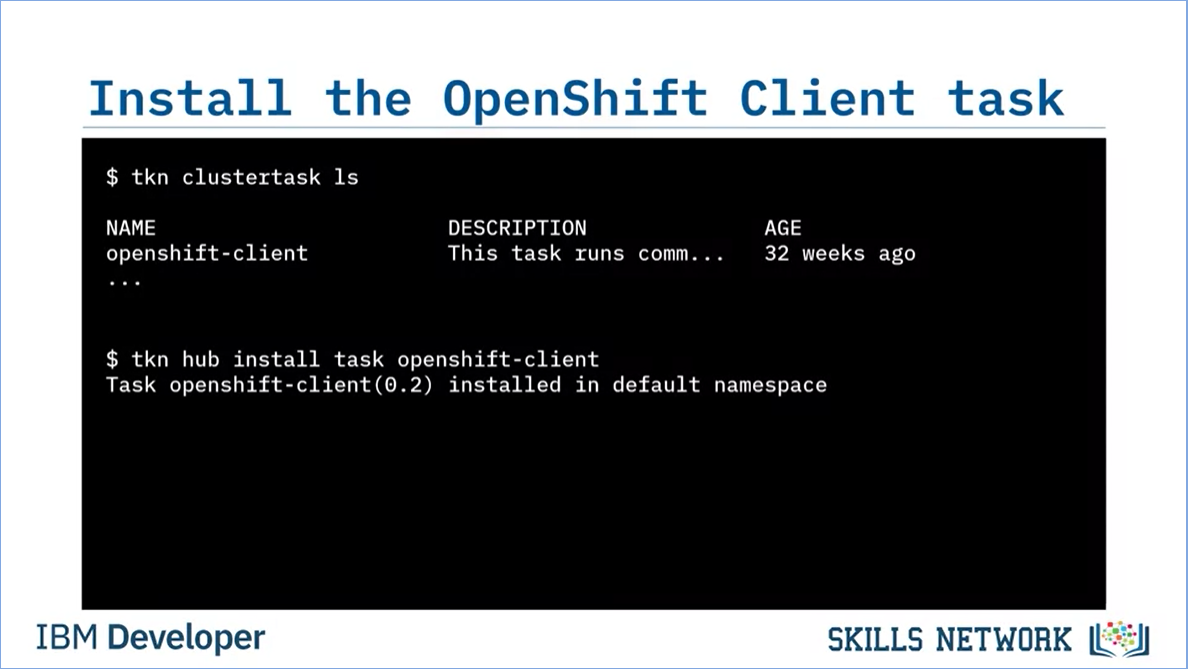 Install the OpenShift Client task
$ tkn clustertask ls
NAME DESCRIPTION AGE
openshift-client This task runs comm... 32 weeks ago
...
$ tkn hub install task openshift-client
Task openshift-client(0.2) installed in default namespace
IBM Developer
SKILLS NETWORK